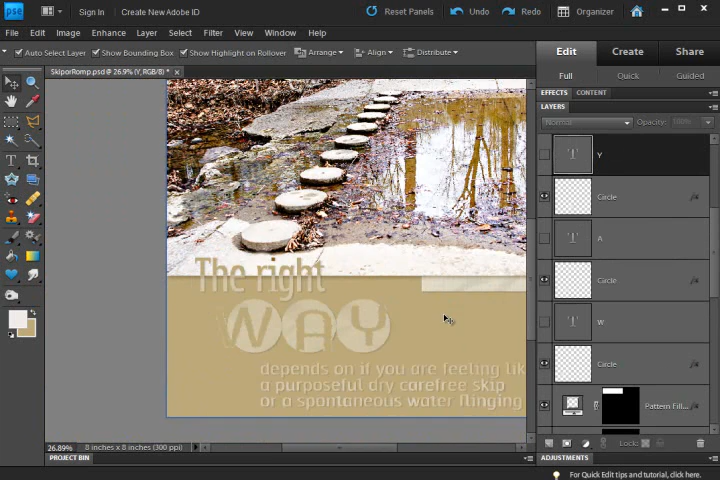 pse Sign In Create New Adobe ID Reset Panels Undo Redo Organizer
File Edit Image Enhance Layer Select Filter View Window Help
Auto Select Layer Show Bounding Box Show Highlight on Rollover Arrange Align Distribute
Edit Create Share
SkiporRomp.psd @ 26.9% (Y, RGB/8) * ×
Full Quick Guided
EFFECTS CONTENT
LAYERS
Normal Opacity: 100%
T Y
Circle fx
T A
Circle fx
T W
Circle fx
Pattern Fill... fx
The right
WAY
depends on if you are feeling lik
a purposeful dry carefree skip
or a spontaneous water flinging
26.89% 8 inches x 8 inches (300 ppi)
Lock:
PROJECT BIN
ADJUSTMENTS
For Quick Edit tips and tutorial, click here.